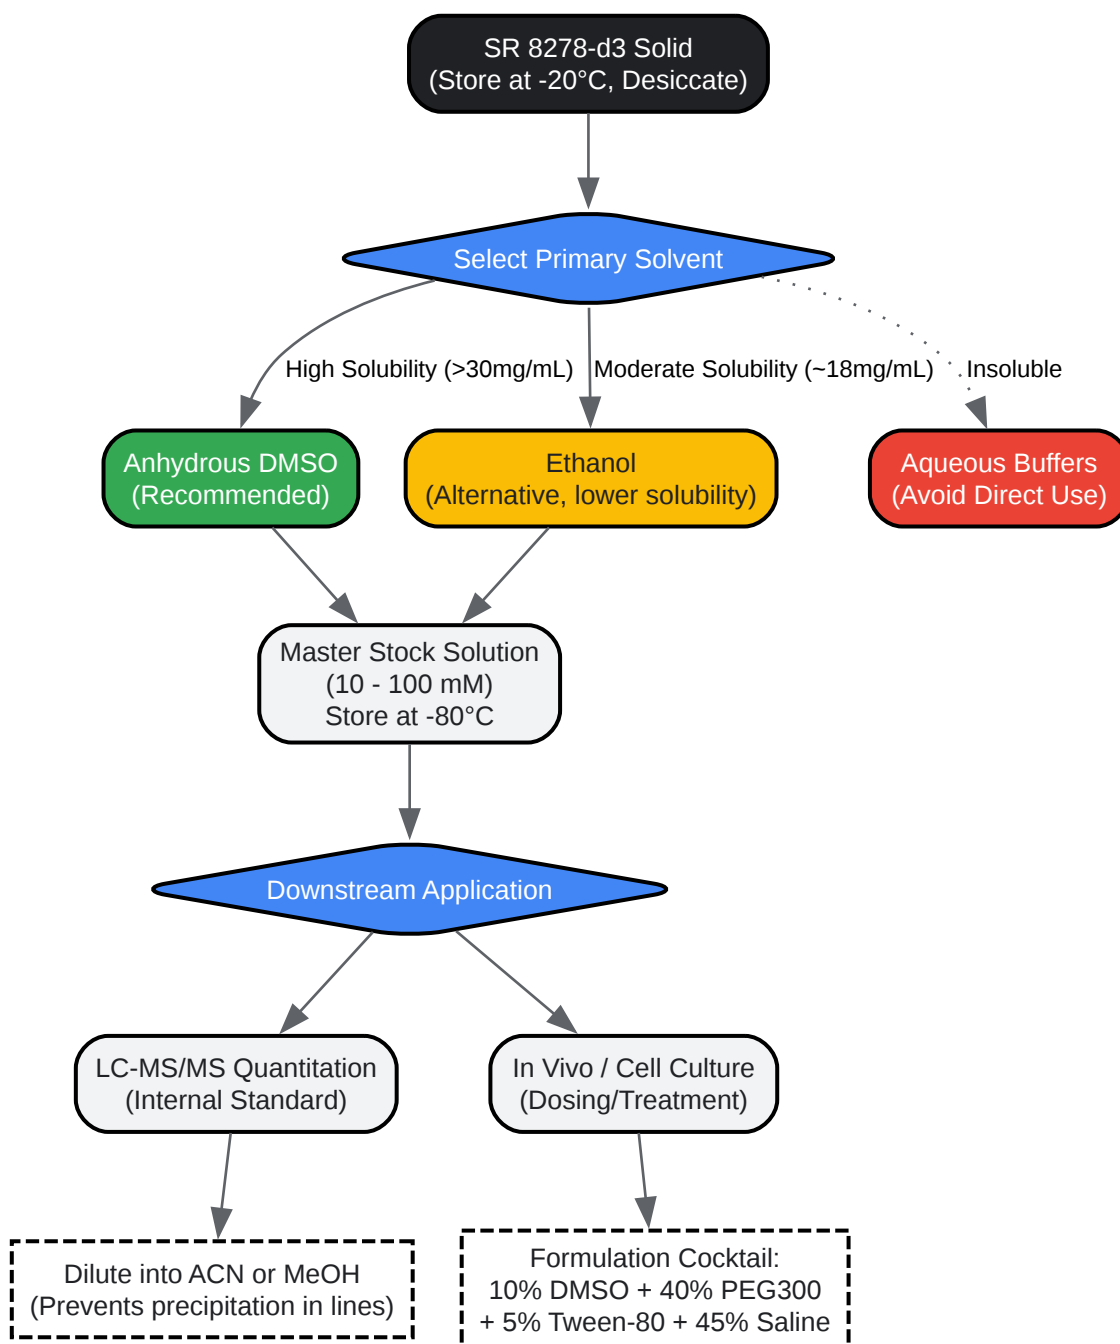 SR 8278-d3 Solid
(Store at -20°C, Desiccate)
Select Primary Solvent
High Solubility (>30mg/mL)
Moderate Solubility (~18mg/mL)
Insoluble
Anhydrous DMSO
(Recommended)
Ethanol
(Alternative, lower solubility)
Aqueous Buffers
(Avoid Direct Use)
Master Stock Solution
(10 - 100 mM)
Store at -80°C
Downstream Application
LC-MS/MS Quantitation
(Internal Standard)
In Vivo / Cell Culture
(Dosing/Treatment)
Dilute into ACN or MeOH
(Prevents precipitation in lines)
Formulation Cocktail:
10% DMSO + 40% PEG300
+ 5% Tween-80 + 45% Saline